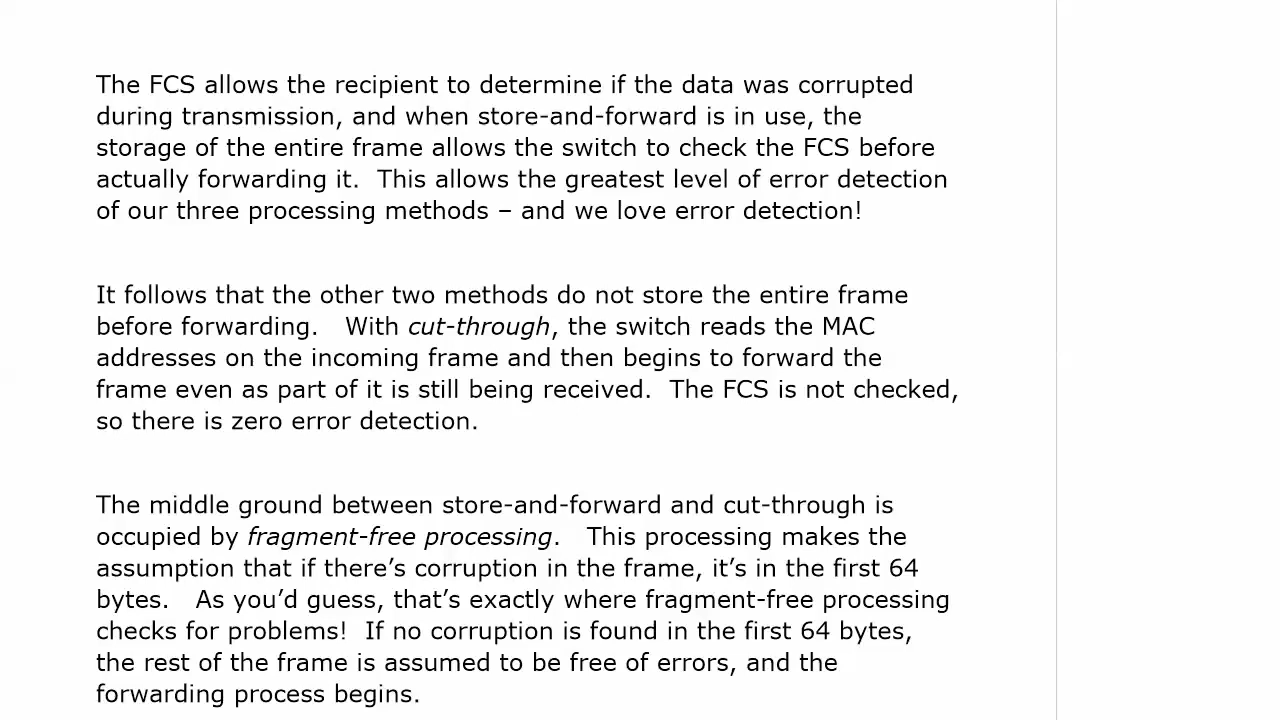 The FCS allows the recipient to determine if the data was corrupted
during transmission, and when store-and-forward is in use, the
storage of the entire frame allows the switch to check the FCS before
actually forwarding it.  This allows the greatest level of error detection
of our three processing methods – and we love error detection!
It follows that the other two methods do not store the entire frame
before forwarding.   With cut-through, the switch reads the MAC
addresses on the incoming frame and then begins to forward the
frame even as part of it is still being received.  The FCS is not checked,
so there is zero error detection.
The middle ground between store-and-forward and cut-through is
occupied by fragment-free processing.   This processing makes the
assumption that if there’s corruption in the frame, it’s in the first 64
bytes.   As you’d guess, that’s exactly where fragment-free processing
checks for problems!  If no corruption is found in the first 64 bytes,
the rest of the frame is assumed to be free of errors, and the
forwarding process begins.